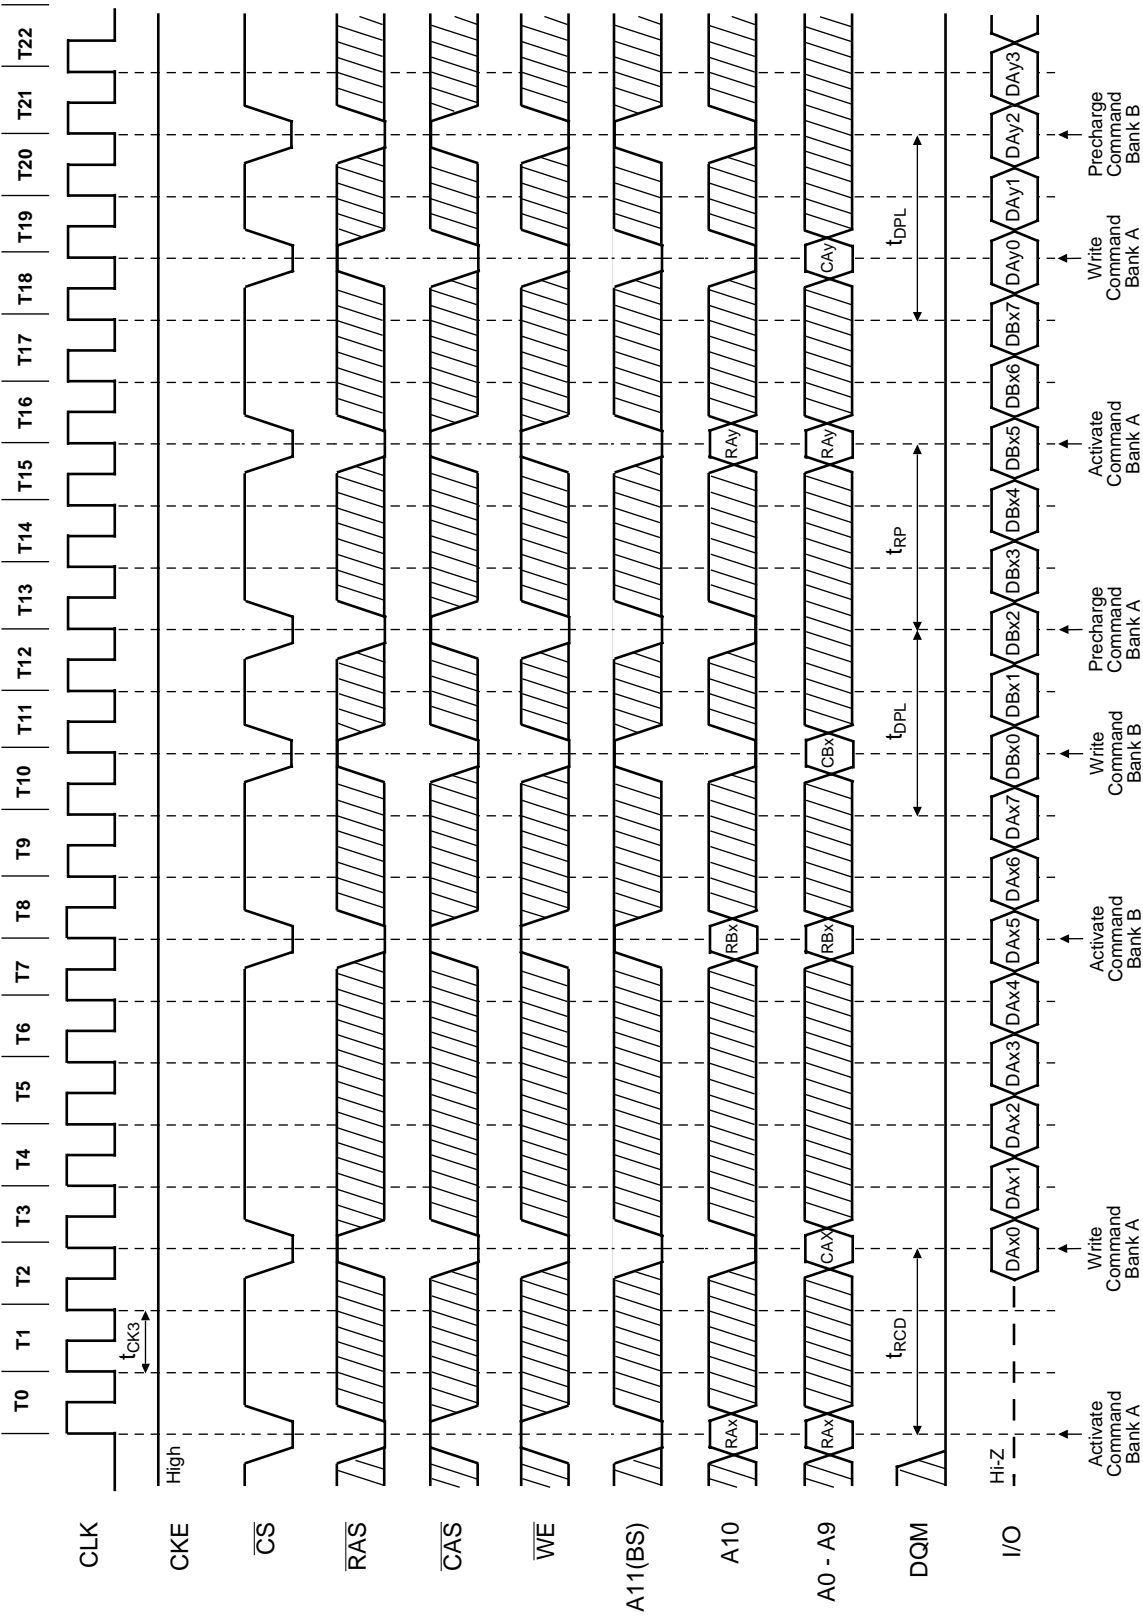 T0 T1 T2 T3 T4 T5 T6 T7 T8 T9 T10 T11 T12 T13 T14 T15 T16 T17 T18 T19 T20 T21 T22
CLK
tCK3
CKE
High
CS
RAS
CAS
WE
A11(BS)
A10
RAx RBx RAy
A0 - A9
RAx CAX RBx CBx RAy CAy
DQM
tRCD tDPL tRP tDPL
I/O
Hi-Z
DAx0 DAx1 DAx2 DAx3 DAx4 DAx5 DAx6 DAx7 DBx0 DBx1 DBx2 DBx3 DBx4 DBx5 DBx6 DBx7 DAy0 DAy1 DAy2 DAy3
Activate
Command
Bank A
Write
Command
Bank A
Activate
Command
Bank B
Write
Command
Bank B
Precharge
Command
Bank A
Activate
Command
Bank A
Write
Command
Bank A
Precharge
Command
Bank B